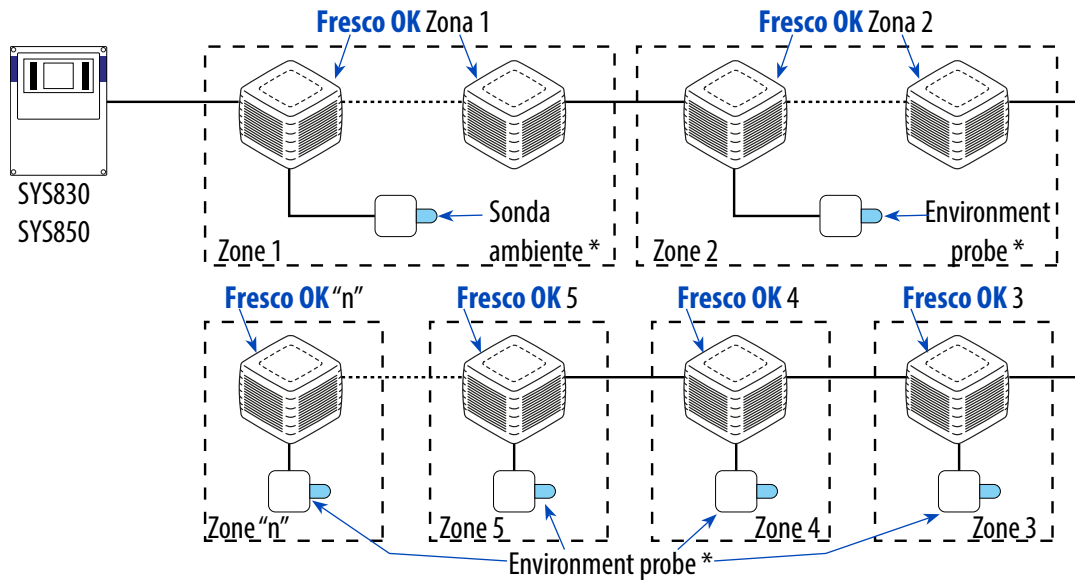 Fresco OK Zona 1
Fresco OK Zona 2
SYS830
SYS850
Sonda
ambiente *
Zone 1
Environment
probe *
Zone 2
Fresco OK “n”
Fresco OK 5
Fresco OK 4
Fresco OK 3
Zone “n”
Zone 5
Zone 4
Zone 3
Environment probe *